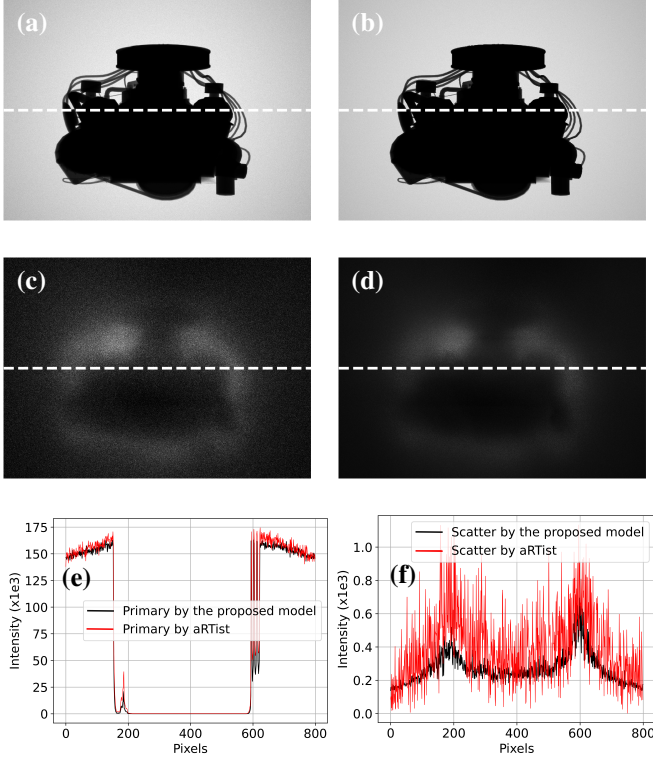 (a)
(b)
(c)
(d)
(e)
Intensity (x1e3)
175
150
125
100
75
50
25
0
Primary by the proposed model
Primary by aRTist
0 200 400 600 800
Pixels
(f)
Intensity (x1e3)
1.0
0.8
0.6
0.4
0.2
0.0
Scatter by the proposed model
Scatter by aRTist
0 200 400 600 800
Pixels